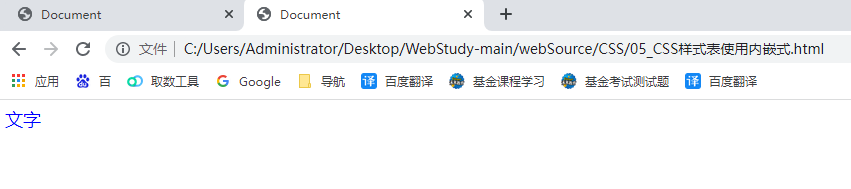 Document Document
文件 C:/Users/Administrator/Desktop/WebStudy-main/webSource/CSS/05_CSS样式表使用内嵌式.html
应用 百 取数工具 Google 导航 译 百度翻译 基金课程学习 基金考试测试题 译 百度翻译
文字